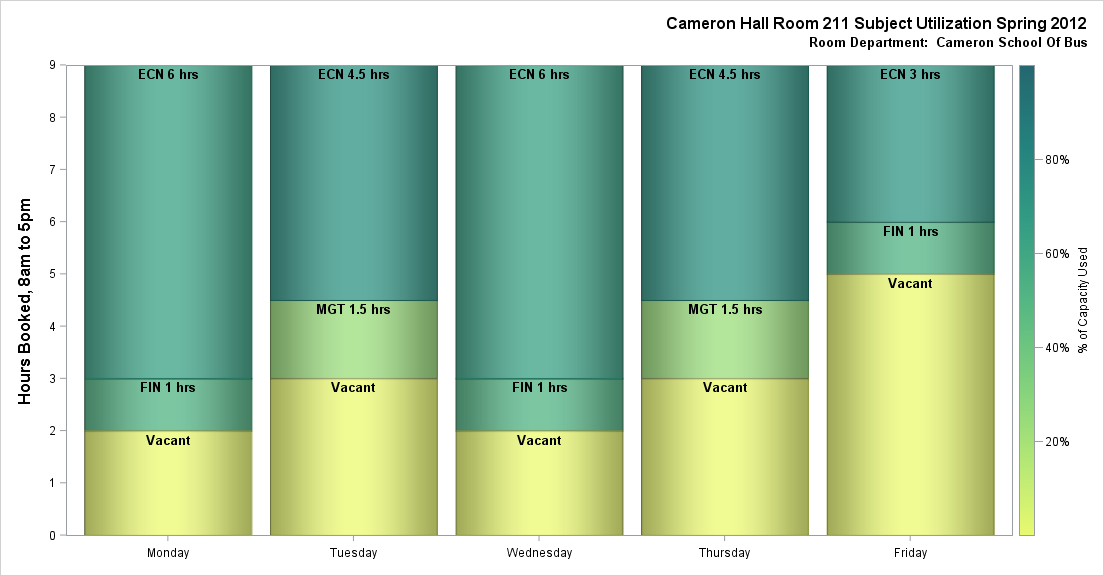 Cameron Hall Room 211 Subject Utilization Spring 2012
Room Department:  Cameron School Of Bus
Hours Booked, 8am to 5pm
9
8
7
6
5
4
3
2
1
0
ECN 6 hrs
FIN 1 hrs
Vacant
ECN 4.5 hrs
MGT 1.5 hrs
Vacant
ECN 6 hrs
FIN 1 hrs
Vacant
ECN 4.5 hrs
MGT 1.5 hrs
Vacant
ECN 3 hrs
FIN 1 hrs
Vacant
Monday
Tuesday
Wednesday
Thursday
Friday
80%
60%
40%
20%
% of Capacity Used